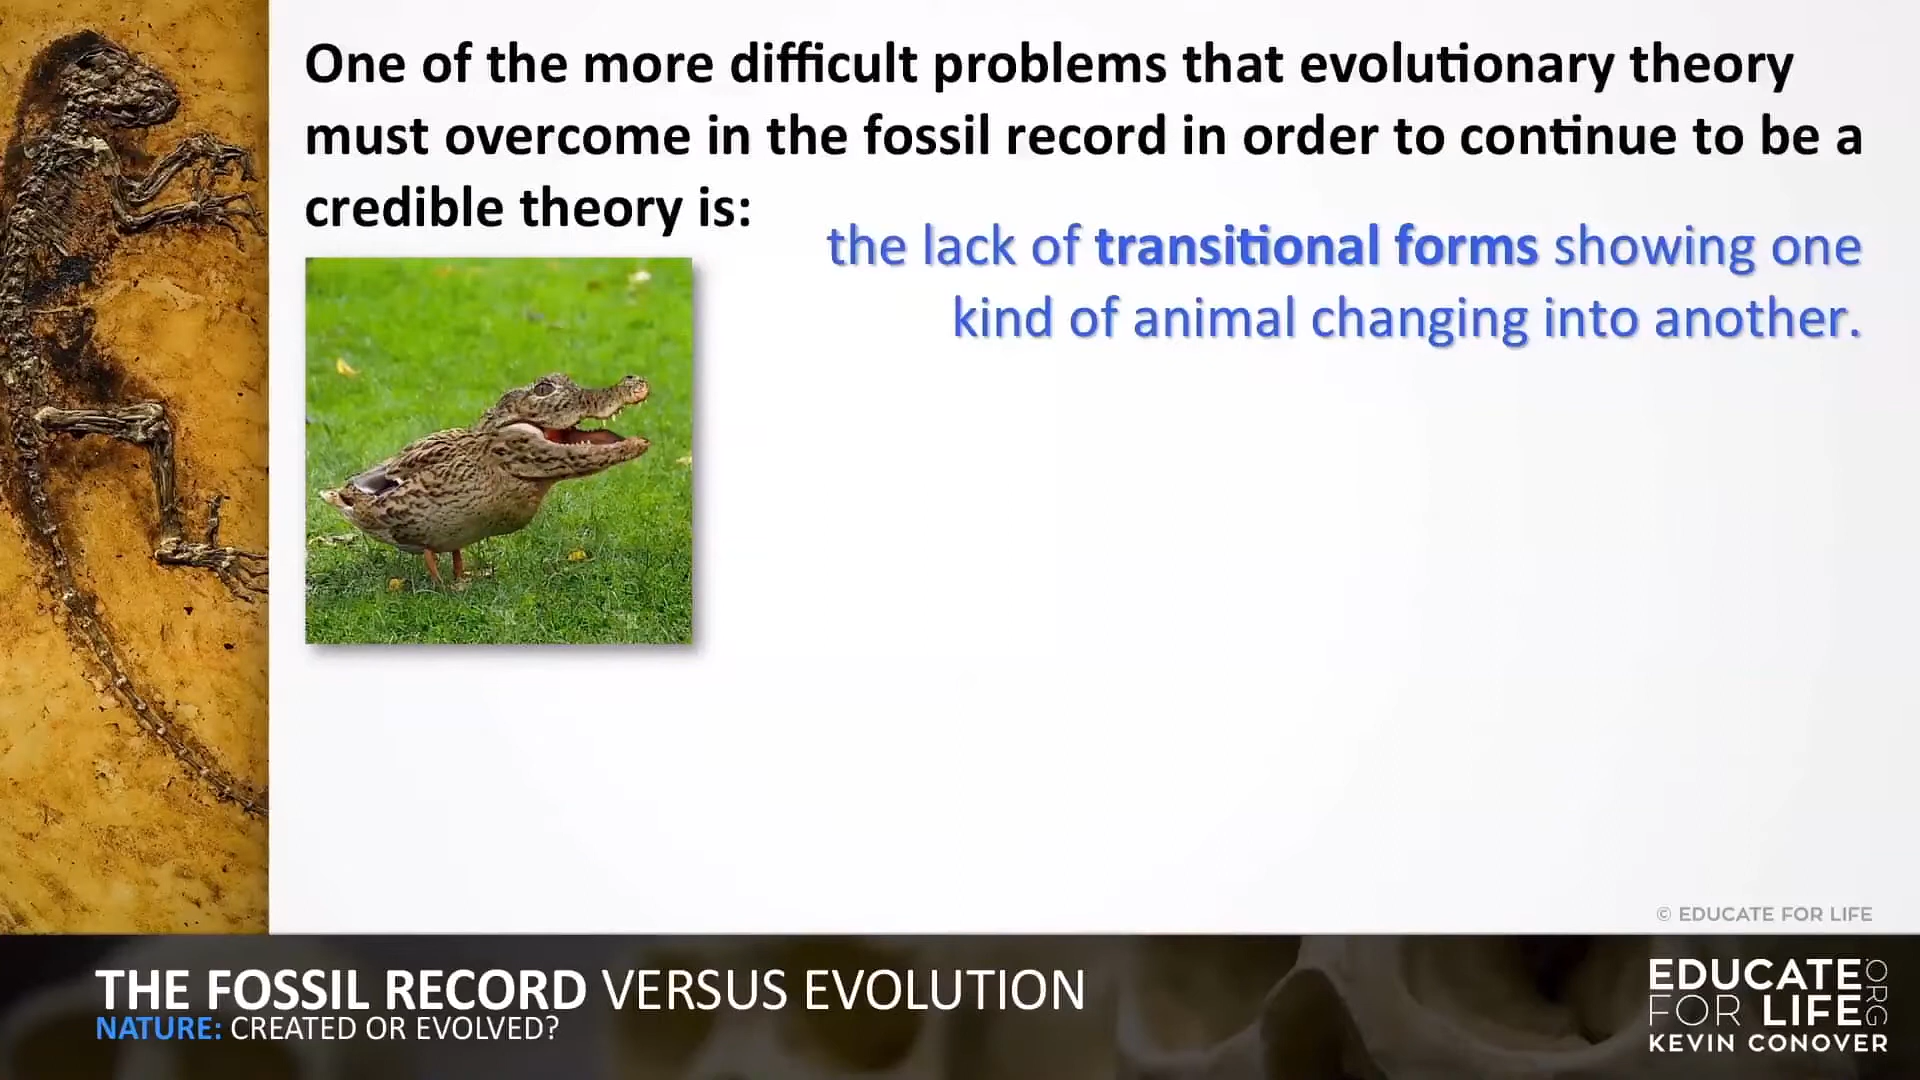 One of the more difficult problems that evolutionary theory
must overcome in the fossil record in order to continue to be a
credible theory is:
the lack of transitional forms showing one
kind of animal changing into another.
© EDUCATE FOR LIFE
THE FOSSIL RECORD VERSUS EVOLUTION
NATURE: CREATED OR EVOLVED?
EDUCATE
FOR LIFE
.ORG
KEVIN CONOVER